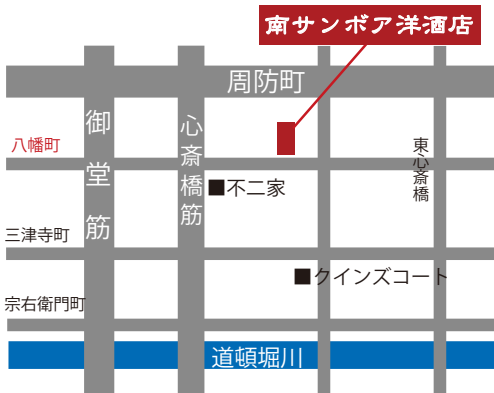 南サンボア洋酒店
周防町
御堂筋
心斎橋筋
八幡町
東心斎橋
■不二家
三津寺町
■クインズコート
宗右衛門町
道頓堀川